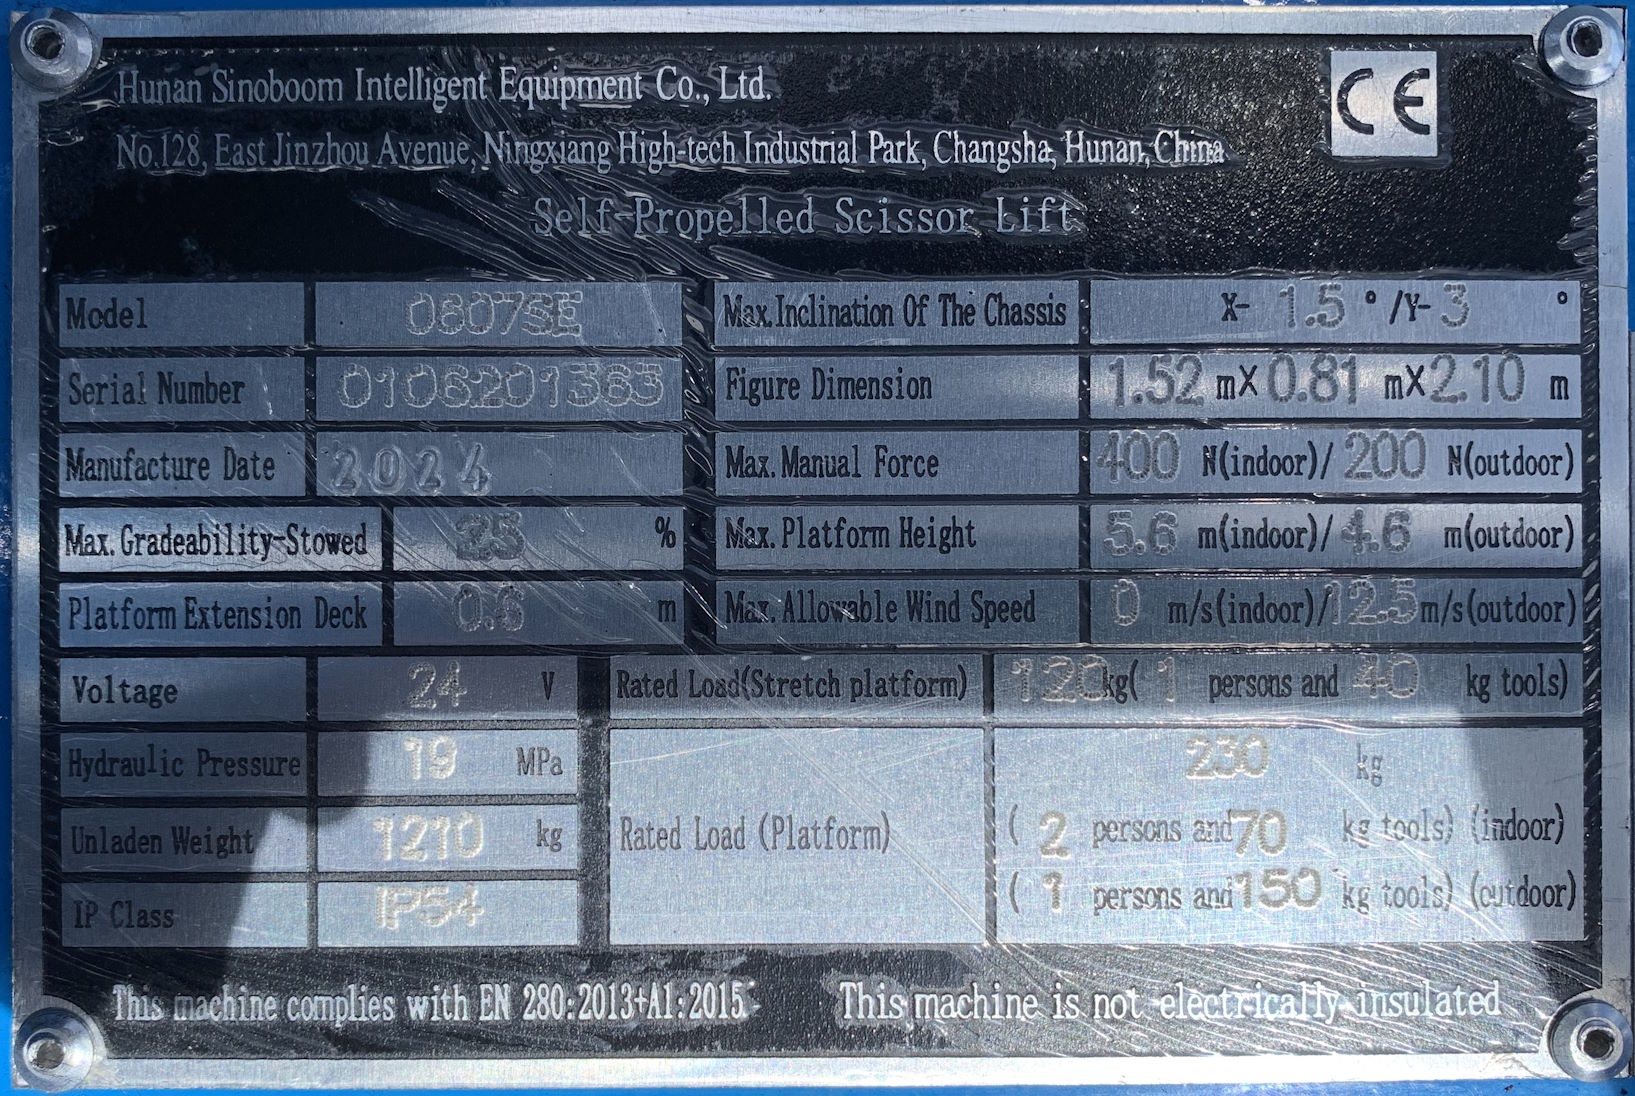 Hunan Sinoboom Intelligent Equipment Co., Ltd.
CE
No.128, East Jinzhou Avenue, Ningxiang High-tech Industrial Park, Changsha, Hunan, China
Self-Propelled Scissor Lift
Model 0607SE
Serial Number 0106201363
Manufacture Date 2024
Max. Gradeability-Stowed 25 %
Platform Extension Deck 0.6 m
Max. Inclination Of The Chassis X- 1.5 ° /Y- 3 °
Figure Dimension 1.52 mX 0.81 mX 2.10 m
Max. Manual Force 400 N(indoor)/ 200 N(outdoor)
Max. Platform Height 5.6 m(indoor)/ 4.6 m(outdoor)
Max. Allowable Wind Speed 0 m/s(indoor)/12.5 m/s(outdoor)
Voltage 24 V
Hydraulic Pressure 19 MPa
Unladen Weight 1210 kg
IP Class IP54
Rated Load(Stretch platform) 120kg( 1 persons and 40 kg tools)
Rated Load (Platform) 230 kg
( 2 persons and 70 kg tools) (indoor)
( 1 persons and 150 kg tools) (outdoor)
This machine complies with EN 280:2013+A1:2015
This machine is not electrically insulated